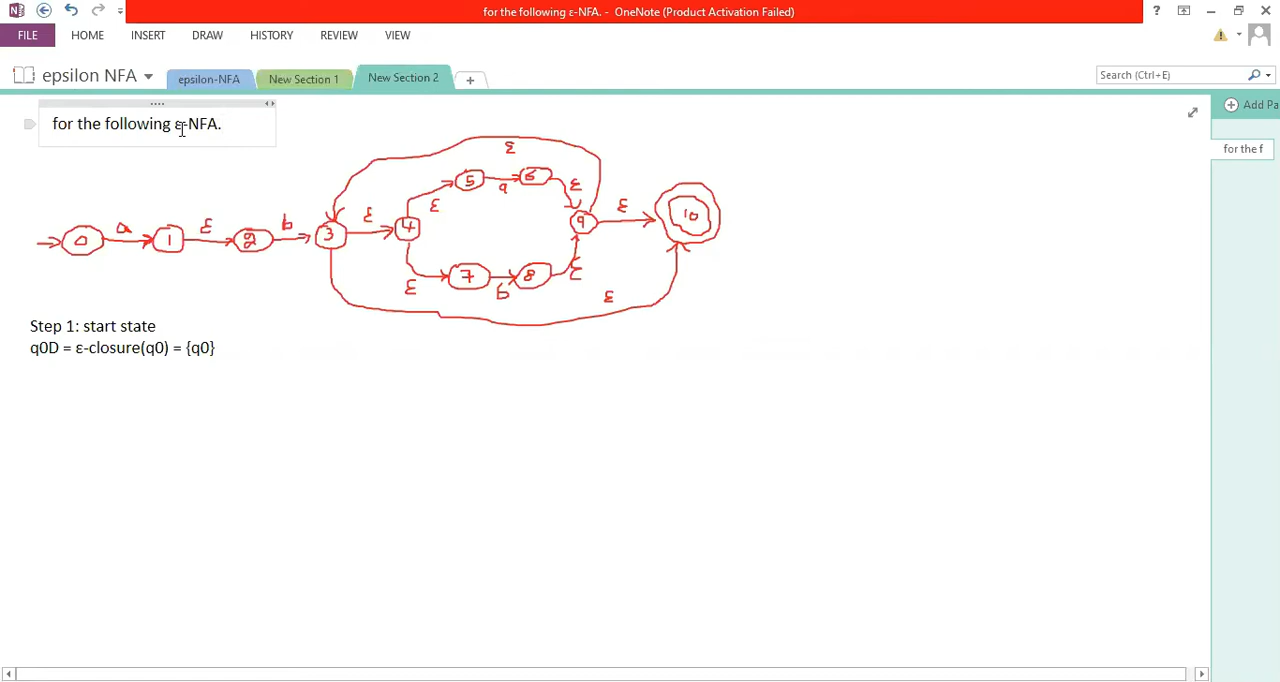 for the following ε-NFA. - OneNote (Product Activation Failed)
FILE HOME INSERT DRAW HISTORY REVIEW VIEW
epsilon NFA epsilon-NFA New Section 1 New Section 2 +
Search (Ctrl+E)
for the following ε-NFA.
Add Pa
for the f
ε
5 a 6
ε ε
0 a 1 ε 2 b 3 ε 4 9 ε 10
7 b 8
ε ε
ε
Step 1: start state
q0D = ε-closure(q0) = {q0}